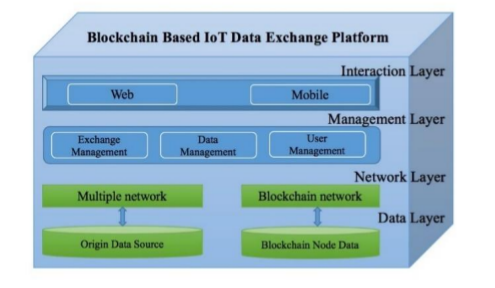 Blockchain Based IoT Data Exchange Platform
Interaction Layer
Web
Mobile
Management Layer
Exchange
Management
Data
Management
User
Management
Network Layer
Multiple network
Blockchain network
Data Layer
Origin Data Source
Blockchain Node Data